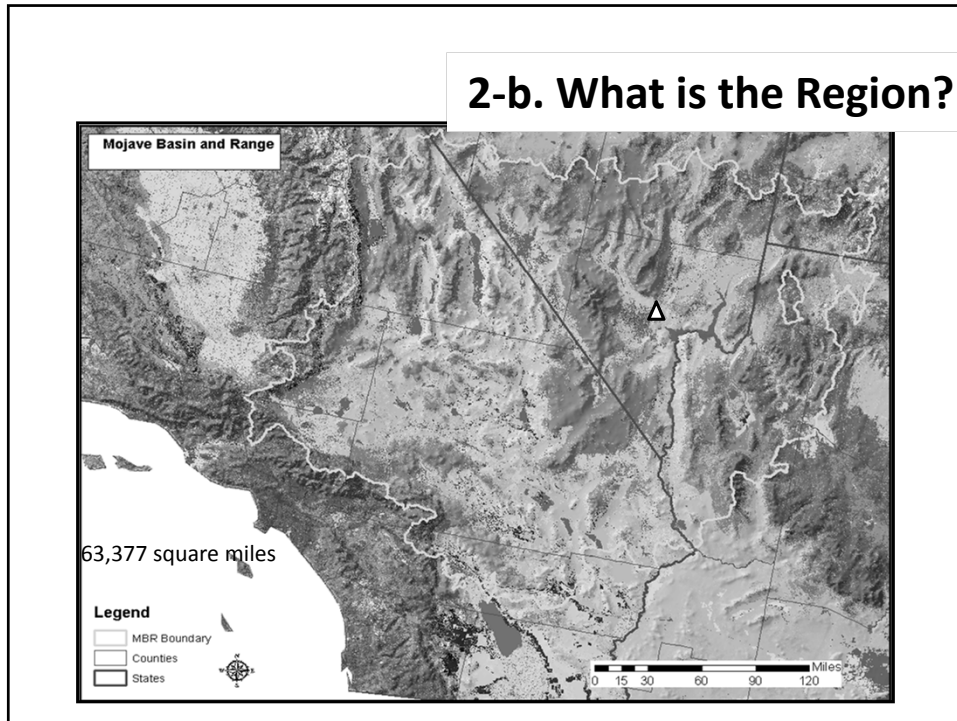 2-b. What is the Region?
Mojave Basin and Range
63,377 square miles
Legend
MBR Boundary
Counties
States
N
W E
S
Miles
0 15 30 60 90 120